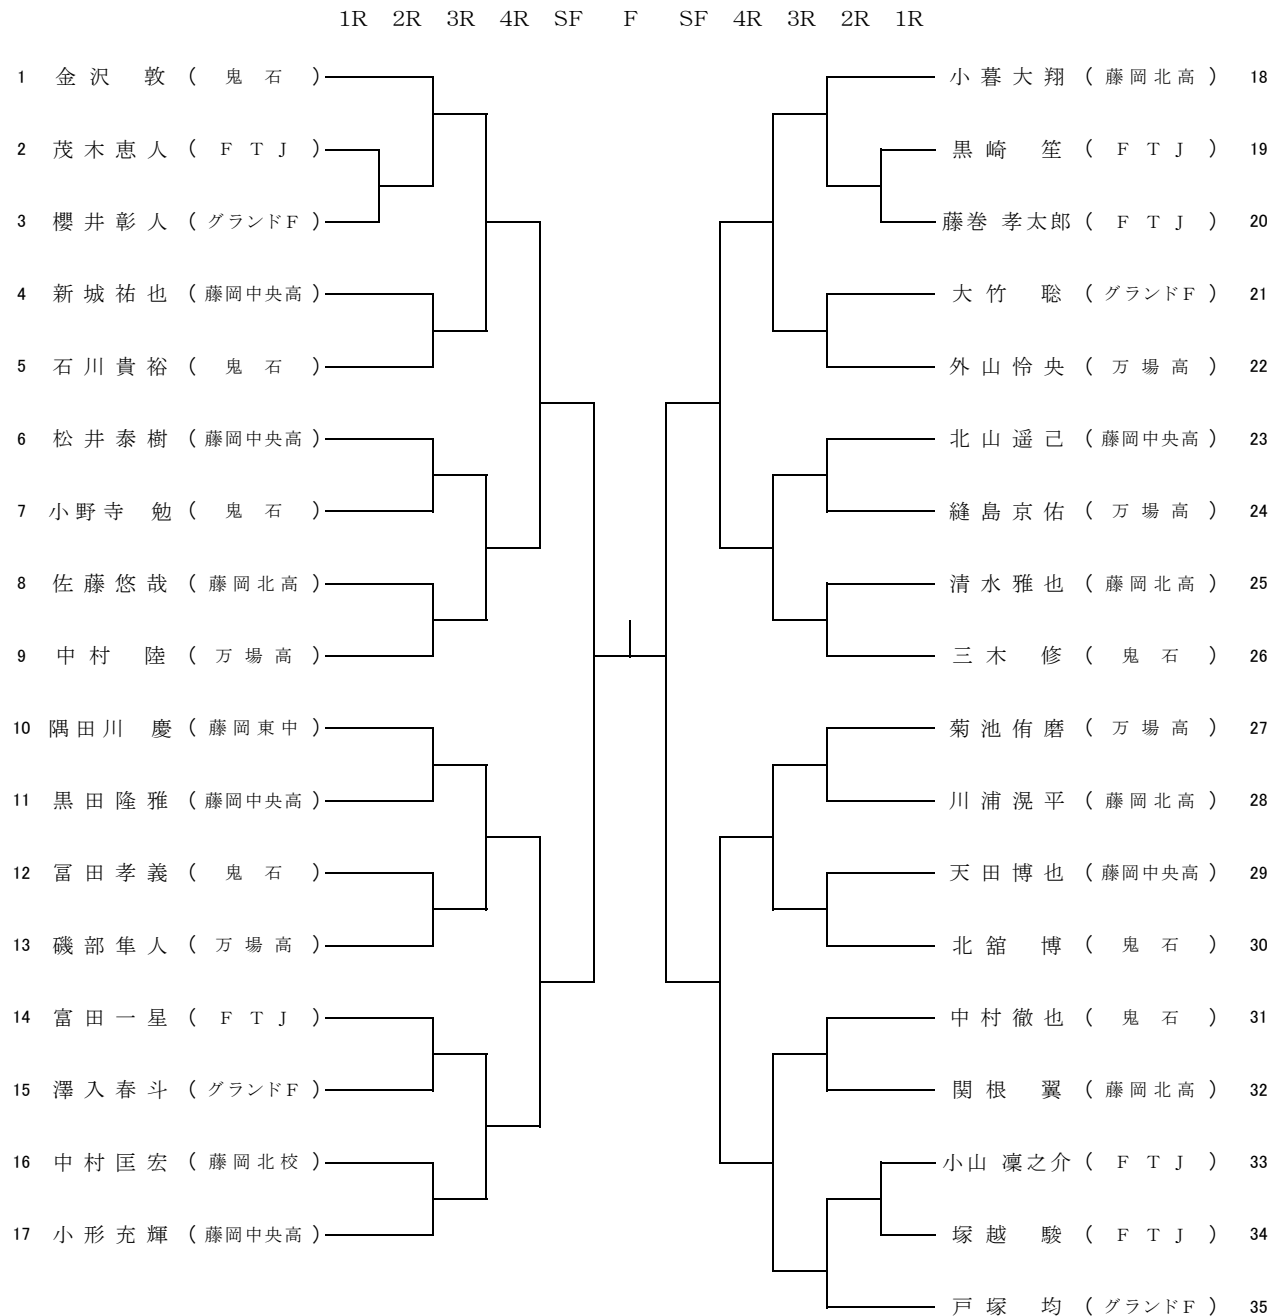 1R 2R 3R 4R SF F SF 4R 3R 2R 1R
1 金沢 敦 ( 鬼石 ) 小暮大翔 ( 藤岡北高 ) 18
2 茂木恵人 ( ＦＴＪ ) 黒崎 笙 ( ＦＴＪ ) 19
3 櫻井彰人 ( グランドＦ ) 藤巻 孝太郎 ( ＦＴＪ ) 20
4 新城祐也 ( 藤岡中央高 ) 大竹 聡 ( グランドＦ ) 21
5 石川貴裕 ( 鬼石 ) 外山怜央 ( 万場高 ) 22
6 松井泰樹 ( 藤岡中央高 ) 北山遥己 ( 藤岡中央高 ) 23
7 小野寺 勉 ( 鬼石 ) 縫島京佑 ( 万場高 ) 24
8 佐藤悠哉 ( 藤岡北高 ) 清水雅也 ( 藤岡北高 ) 25
9 中村 陸 ( 万場高 ) 三木 修 ( 鬼石 ) 26
10 隅田川 慶 ( 藤岡東中 ) 菊池侑磨 ( 万場高 ) 27
11 黒田隆雅 ( 藤岡中央高 ) 川浦滉平 ( 藤岡北高 ) 28
12 冨田孝義 ( 鬼石 ) 天田博也 ( 藤岡中央高 ) 29
13 磯部隼人 ( 万場高 ) 北舘 博 ( 鬼石 ) 30
14 富田一星 ( ＦＴＪ ) 中村徹也 ( 鬼石 ) 31
15 澤入春斗 ( グランドＦ ) 関根 翼 ( 藤岡北高 ) 32
16 中村匡宏 ( 藤岡北校 ) 小山 凜之介 ( ＦＴＪ ) 33
17 小形充輝 ( 藤岡中央高 ) 塚越 駿 ( ＦＴＪ ) 34
戸塚 均 ( グランドＦ ) 35